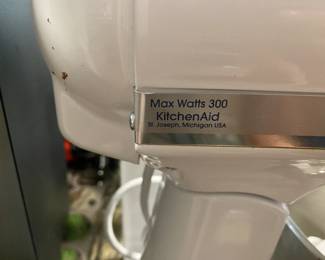 Max Watts 300
KitchenAid
St. Joseph, Michigan USA